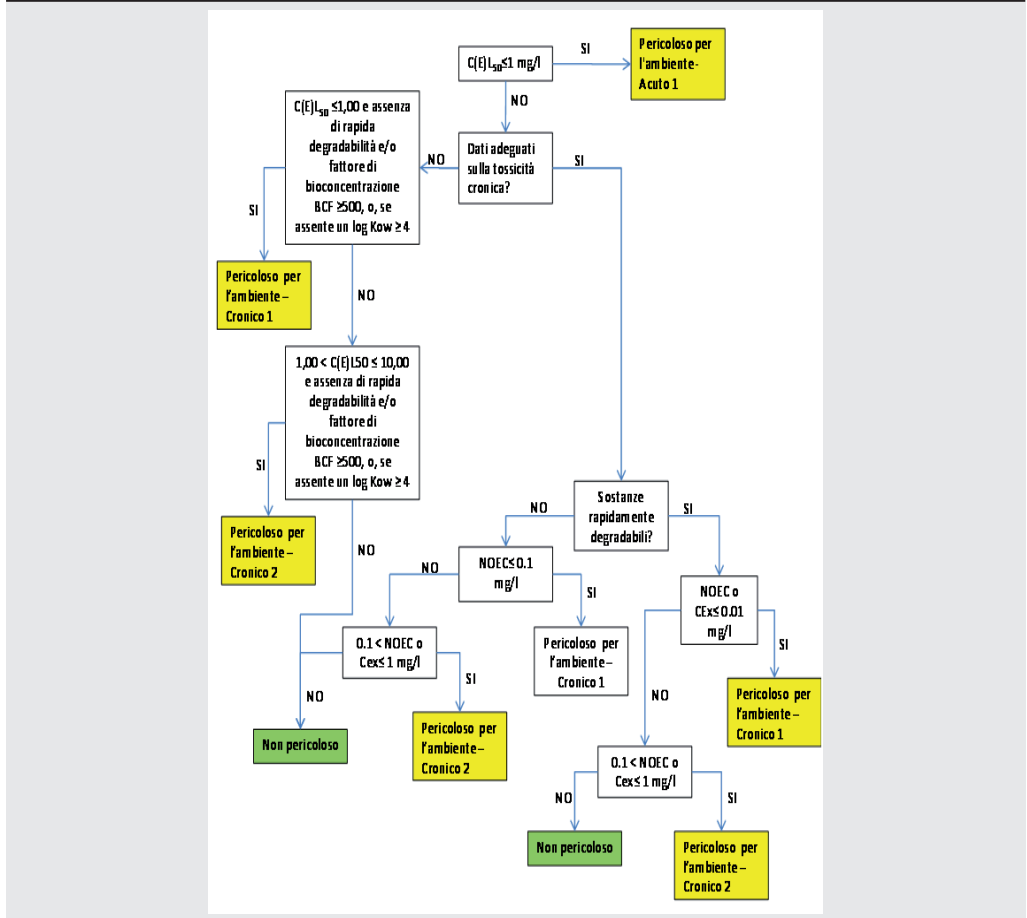 C(E)L50≤1 mg/l
SI
Pericoloso per
l'ambiente-
Acuto 1
NO
C(E)L50 ≤1,00 e assenza
di rapida
degradabilità e/o
fattore di
bioconcentrazione
BCF ≥500, o, se
assente un log Kow ≥ 4
NO
Dati adeguati
sulla tossicità
cronica?
SI
SI
Pericoloso per
l'ambiente –
Cronico 1
NO
1,00 < C(E)L50 ≤ 10,00
e assenza di rapida
degradabilità e/o
fattore di
bioconcentrazione
BCF ≥500, o, se
assente un log Kow ≥ 4
SI
Pericoloso per
l'ambiente –
Cronico 2
NO
Sostanze
rapidamente
degradabili?
NO
SI
NOEC≤ 0.1
mg/l
NO
SI
NOEC o
CEx≤ 0.01
mg/l
0.1 < NOEC o
Cex≤ 1 mg/l
Pericoloso per
l'ambiente –
Cronico 1
NO
SI
NO
SI
Pericoloso per
l'ambiente –
Cronico 1
Non pericoloso
Pericoloso per
l'ambiente –
Cronico 2
0.1 < NOEC o
Cex≤ 1 mg/l
NO
SI
Non pericoloso
Pericoloso per
l'ambiente –
Cronico 2